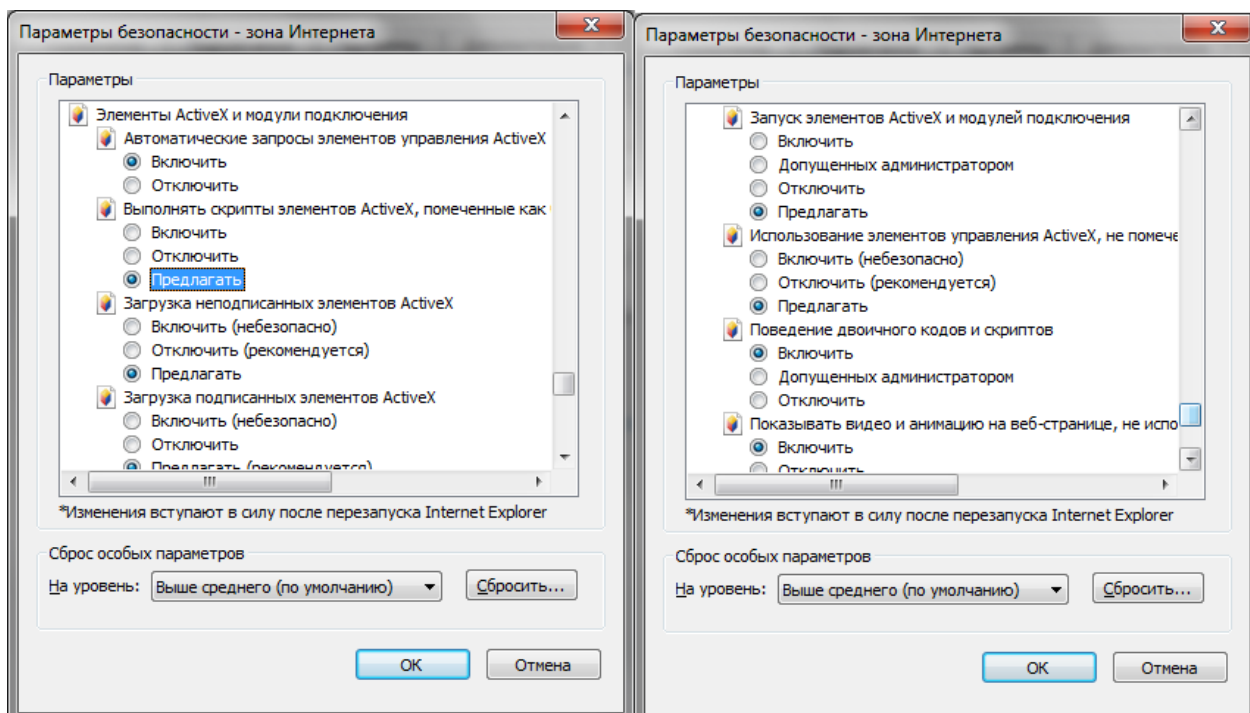 Параметры безопасности - зона Интернета
Параметры
Элементы ActiveX и модули подключения
Автоматические запросы элементов управления ActiveX
Включить
Отключить
Выполнять скрипты элементов ActiveX, помеченные как
Включить
Отключить
Предлагать
Загрузка неподписанных элементов ActiveX
Включить (небезопасно)
Отключить (рекомендуется)
Предлагать
Загрузка подписанных элементов ActiveX
Включить (небезопасно)
Отключить
Предлагать (рекомендуется)
*Изменения вступают в силу после перезапуска Internet Explorer
Сброс особых параметров
На уровень: Выше среднего (по умолчанию) Сбросить...
ОК Отмена
Параметры безопасности - зона Интернета
Параметры
Запуск элементов ActiveX и модулей подключения
Включить
Допущенных администратором
Отключить
Предлагать
Использование элементов управления ActiveX, не помече
Включить (небезопасно)
Отключить (рекомендуется)
Предлагать
Поведение двоичного кодов и скриптов
Включить
Допущенных администратором
Отключить
Показывать видео и анимацию на веб-странице, не испо
Включить
Отключить
*Изменения вступают в силу после перезапуска Internet Explorer
Сброс особых параметров
На уровень: Выше среднего (по умолчанию) Сбросить...
ОК Отмена